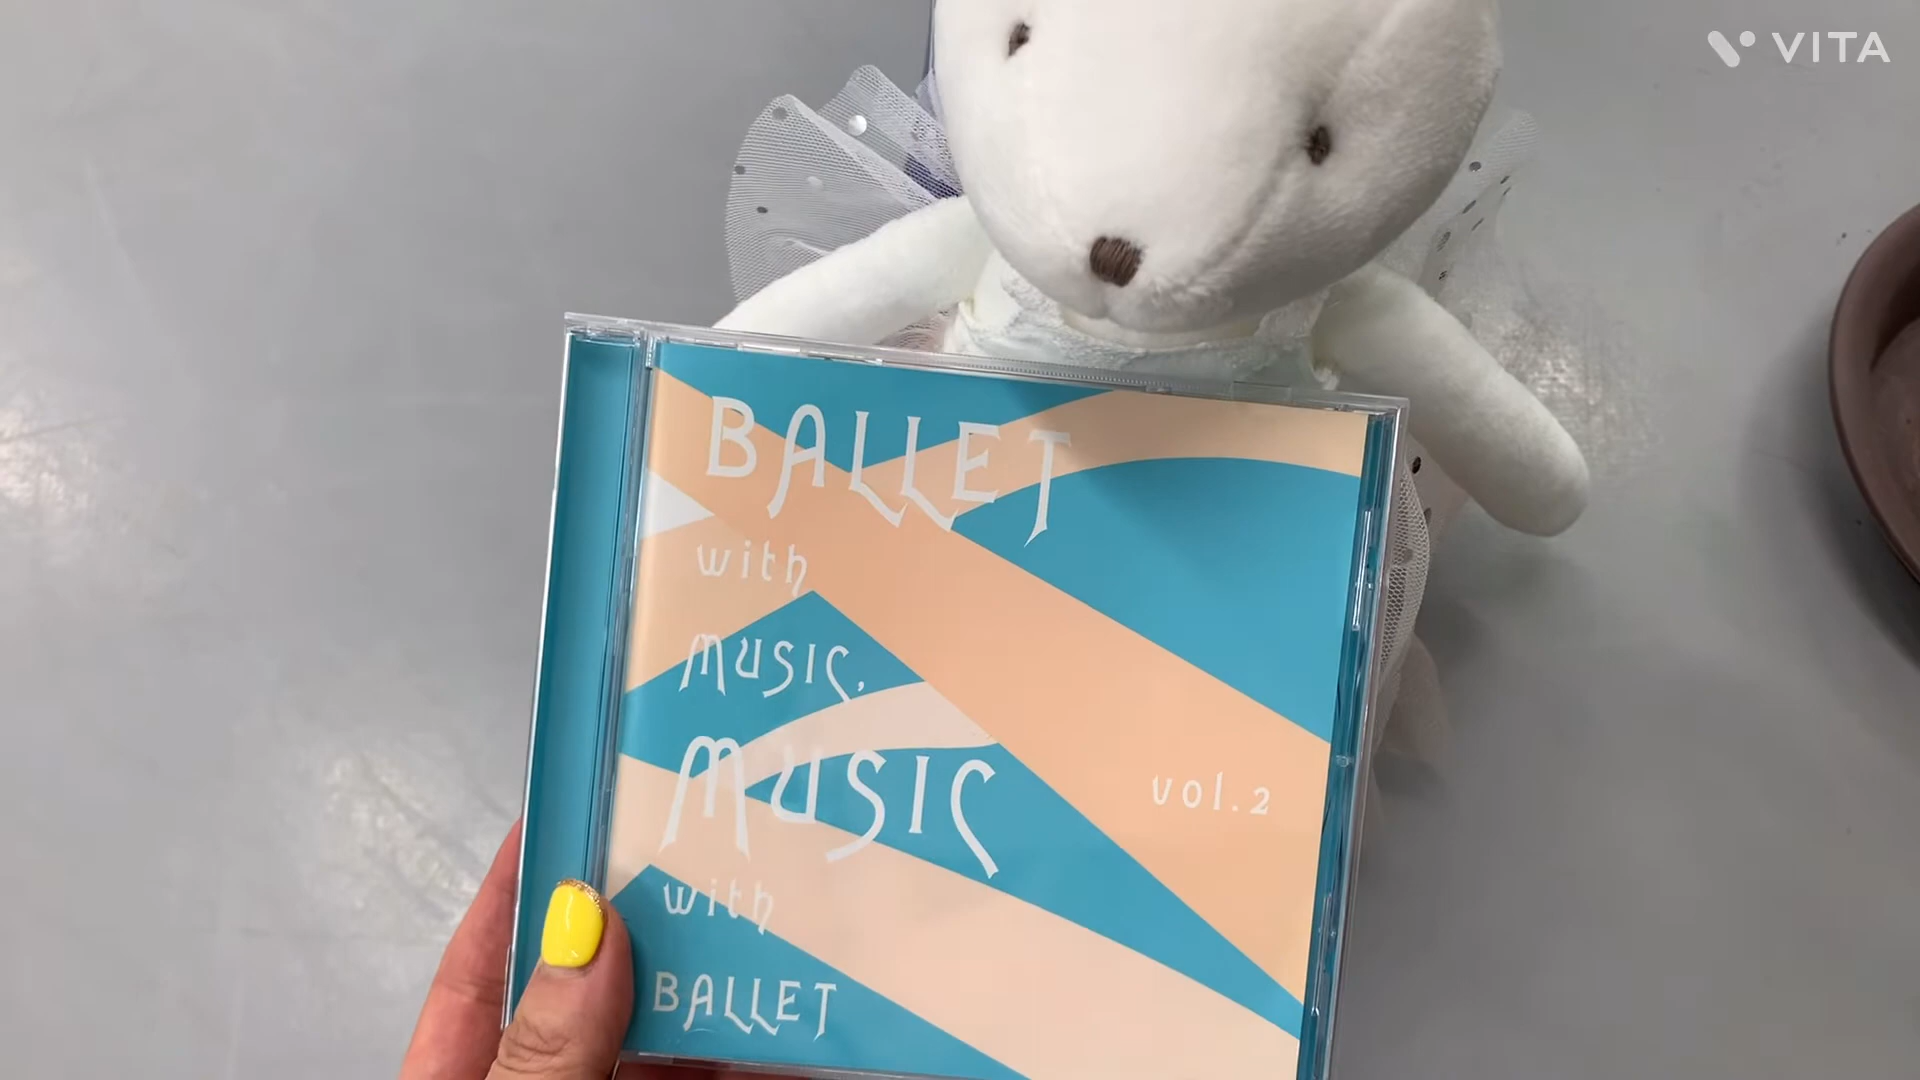 VITA
BALLET
with
MUSIC,
MUSIC
vol.2
with
BALLET